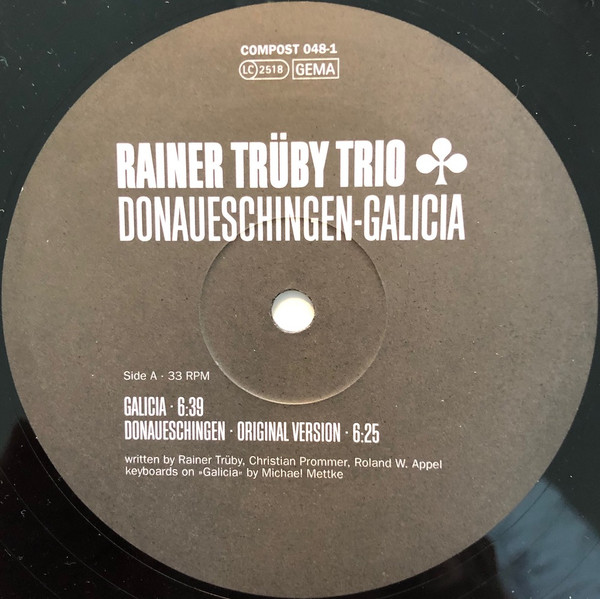 COMPOST 048-1
LC 2518 GEMA
RAINER TRÜBY TRIO
DONAUESCHINGEN-GALICIA
Side A · 33 RPM
GALICIA · 6:39
DONAUESCHINGEN · ORIGINAL VERSION · 6:25
written by Rainer Trüby, Christian Prommer, Roland W. Appel
keyboards on »Galicia« by Michael Mettke